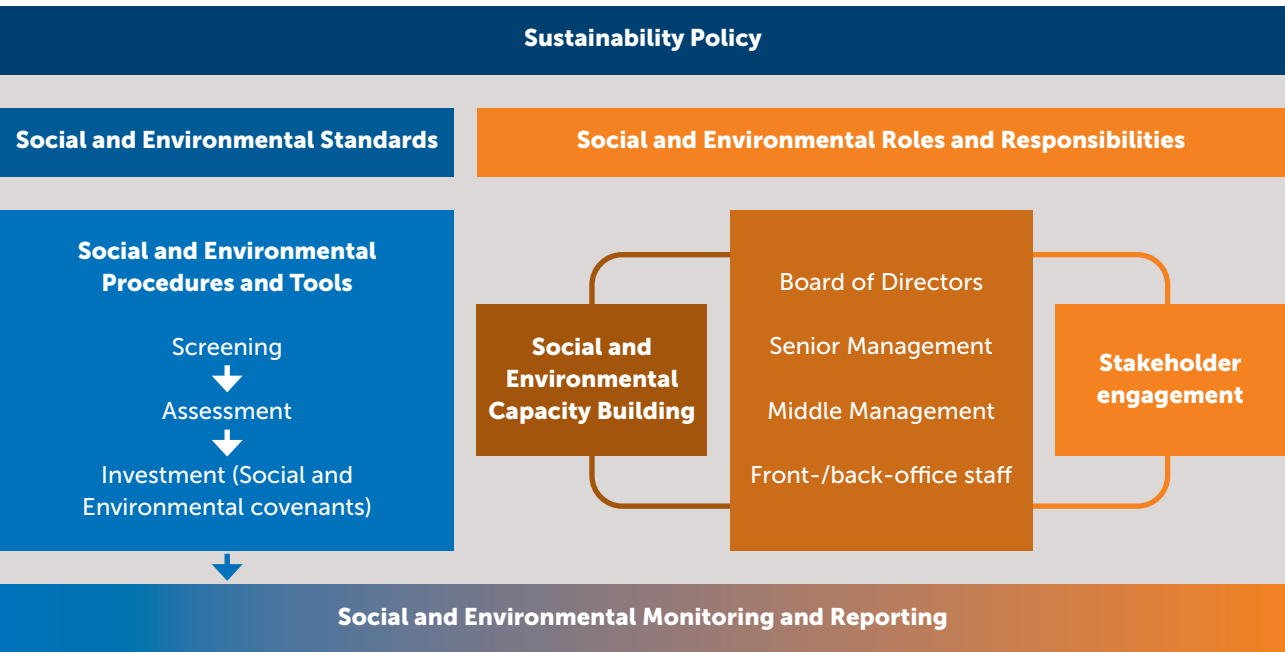 Sustainability Policy
Social and Environmental Standards
Social and Environmental Roles and Responsibilities
Social and Environmental
Procedures and Tools
Screening
Assessment
Investment (Social and
Environmental covenants)
Social and
Environmental
Capacity Building
Board of Directors
Senior Management
Middle Management
Front-/back-office staff
Stakeholder
engagement
Social and Environmental Monitoring and Reporting